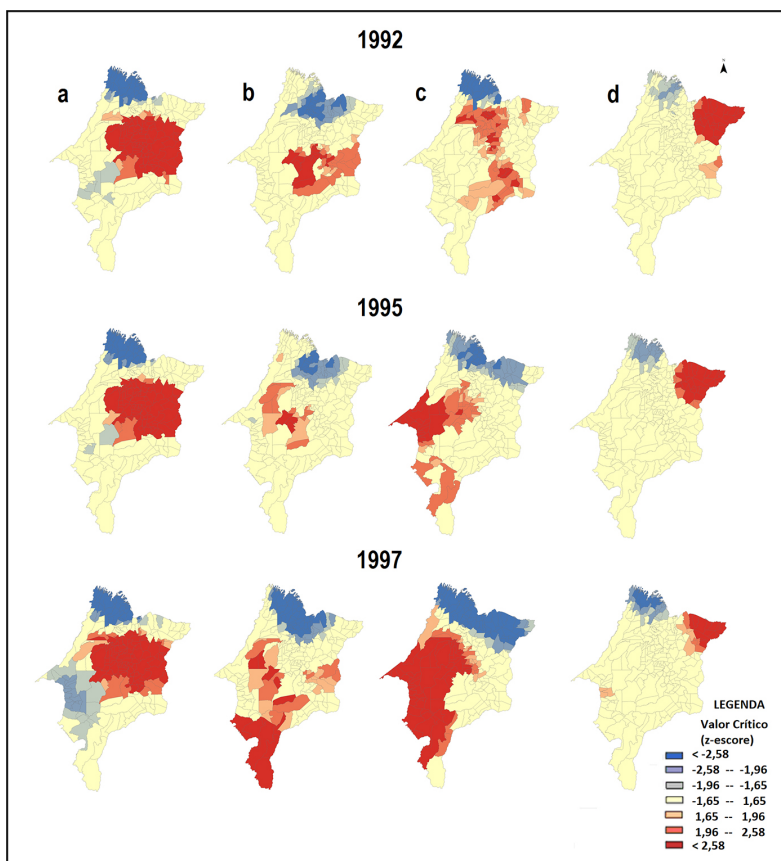 1992
a b c d
1995
1997
LEGENDA
Valor Crítico
(z-escore)
< -2,58
-2,58 -- -1,96
-1,96 -- -1,65
-1,65 -- 1,65
1,65 -- 1,96
1,96 -- 2,58
< 2,58